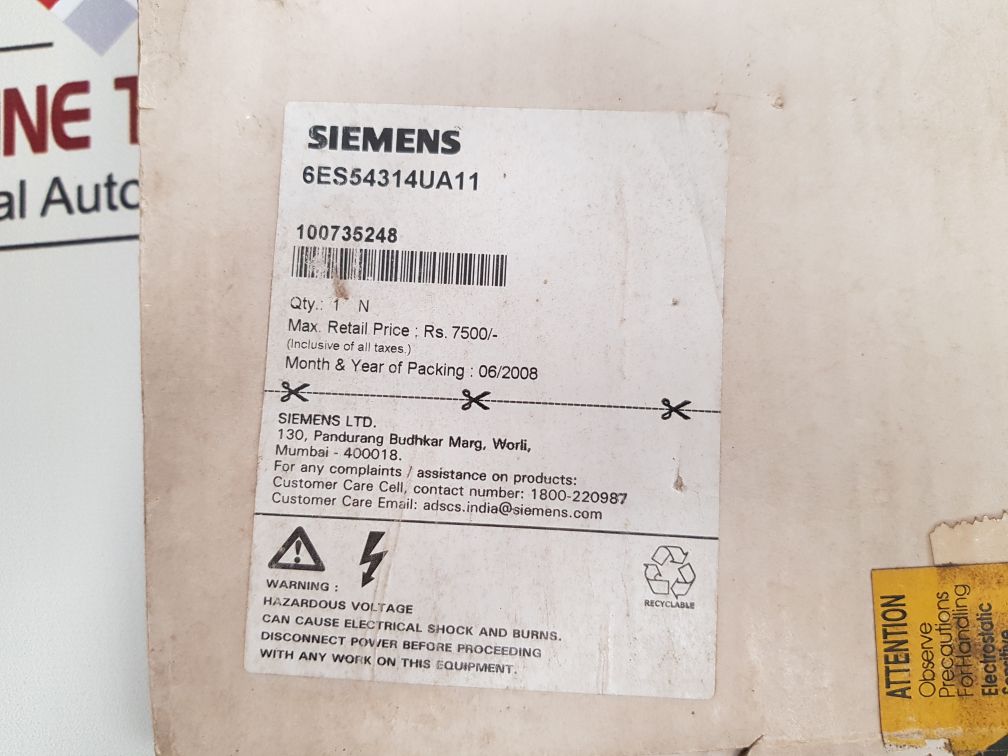 NE T
al Auto
SIEMENS
6ES54314UA11
100735248
Qty.: 1 N
Max. Retail Price : Rs. 7500/-
(Inclusive of all taxes.)
Month & Year of Packing : 06/2008
SIEMENS LTD.
130, Pandurang Budhkar Marg, Worli,
Mumbai - 400018.
For any complaints / assistance on products:
Customer Care Cell, contact number: 1800-220987
Customer Care Email: adscs.india@siemens.com
WARNING :
HAZARDOUS VOLTAGE
CAN CAUSE ELECTRICAL SHOCK AND BURNS.
DISCONNECT POWER BEFORE PROCEEDING
WITH ANY WORK ON THIS EQUIPMENT.
RECYCLABLE
ATTENTION
Observe
Precautions
For Handling
Electrostatic